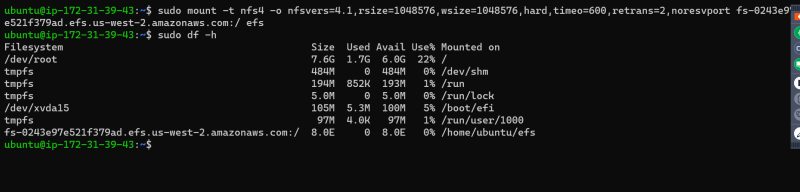 ubuntu@ip-172-31-39-43:~$ sudo mount -t nfs4 -o nfsvers=4.1,rsize=1048576,wsize=1048576,hard,timeo=600,retrans=2,noresvport fs-0243e97
e521f379ad.efs.us-west-2.amazonaws.com:/ efs
ubuntu@ip-172-31-39-43:~$ sudo df -h
Filesystem Size Used Avail Use% Mounted on
/dev/root 7.6G 1.7G 6.0G 22% /
tmpfs 484M 0 484M 0% /dev/shm
tmpfs 194M 852K 193M 1% /run
tmpfs 5.0M 0 5.0M 0% /run/lock
/dev/xvda15 105M 5.3M 100M 5% /boot/efi
tmpfs 97M 4.0K 97M 1% /run/user/1000
fs-0243e97e521f379ad.efs.us-west-2.amazonaws.com:/ 8.0E 0 8.0E 0% /home/ubuntu/efs
ubuntu@ip-172-31-39-43:~$